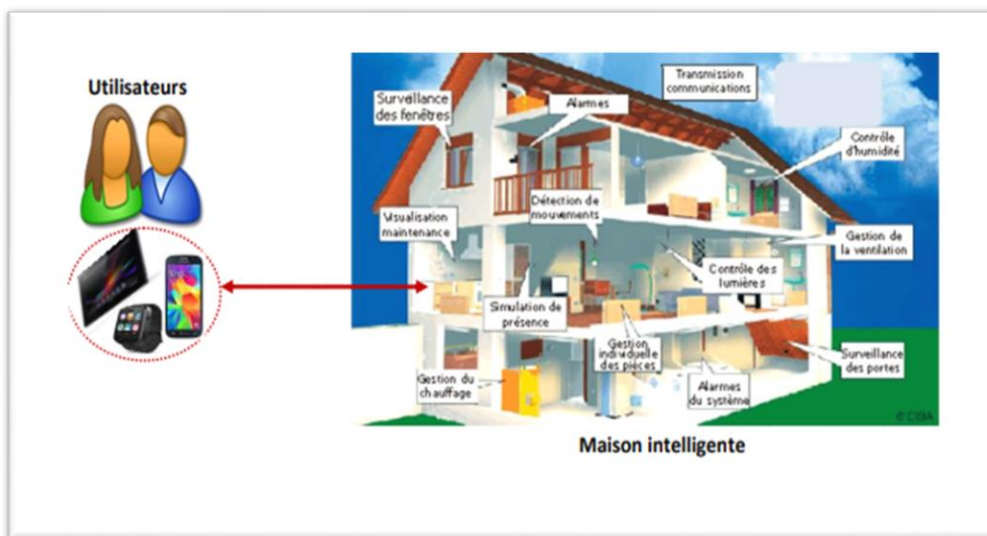 Utilisateurs
Surveillance
des fenêtres
Alarmes
Transmission
communications
Contrôle
d'humidité
Détection de
mouvements
Visualisation
maintenance
Gestion de
la ventilation
Contrôle des
lumières
Simulation de
présence
Gestion
individuelle
des pièces
Surveillance
des portes
Gestion du
chauffage
Alarmes
du système
© CIBA
Maison intelligente